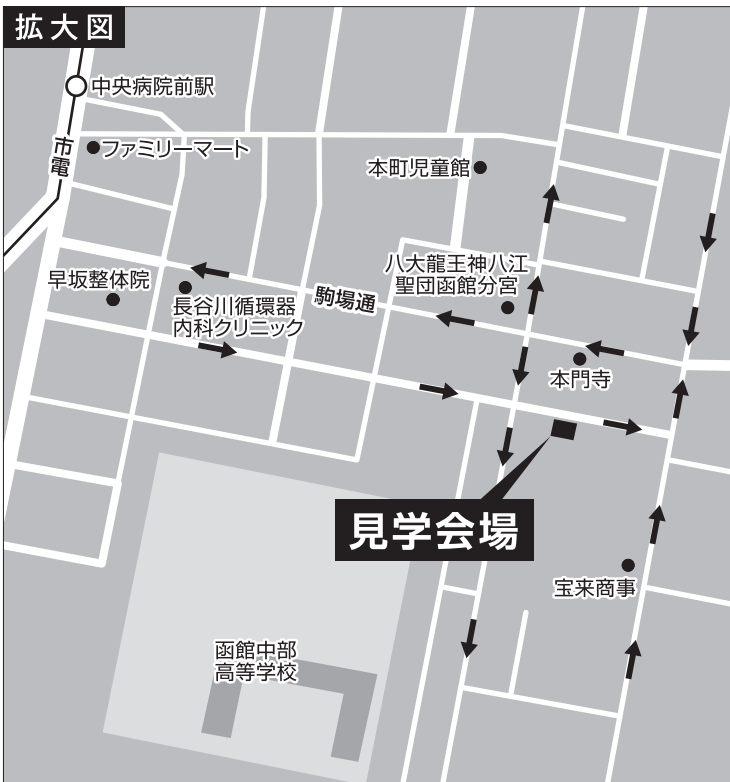 拡大図
中央病院前駅
市電
ファミリーマート
本町児童館
八大龍王神八江
聖団函館分宮
早坂整体院
長谷川循環器
内科クリニック
駒場通
本門寺
見学会場
宝来商事
函館中部
高等学校